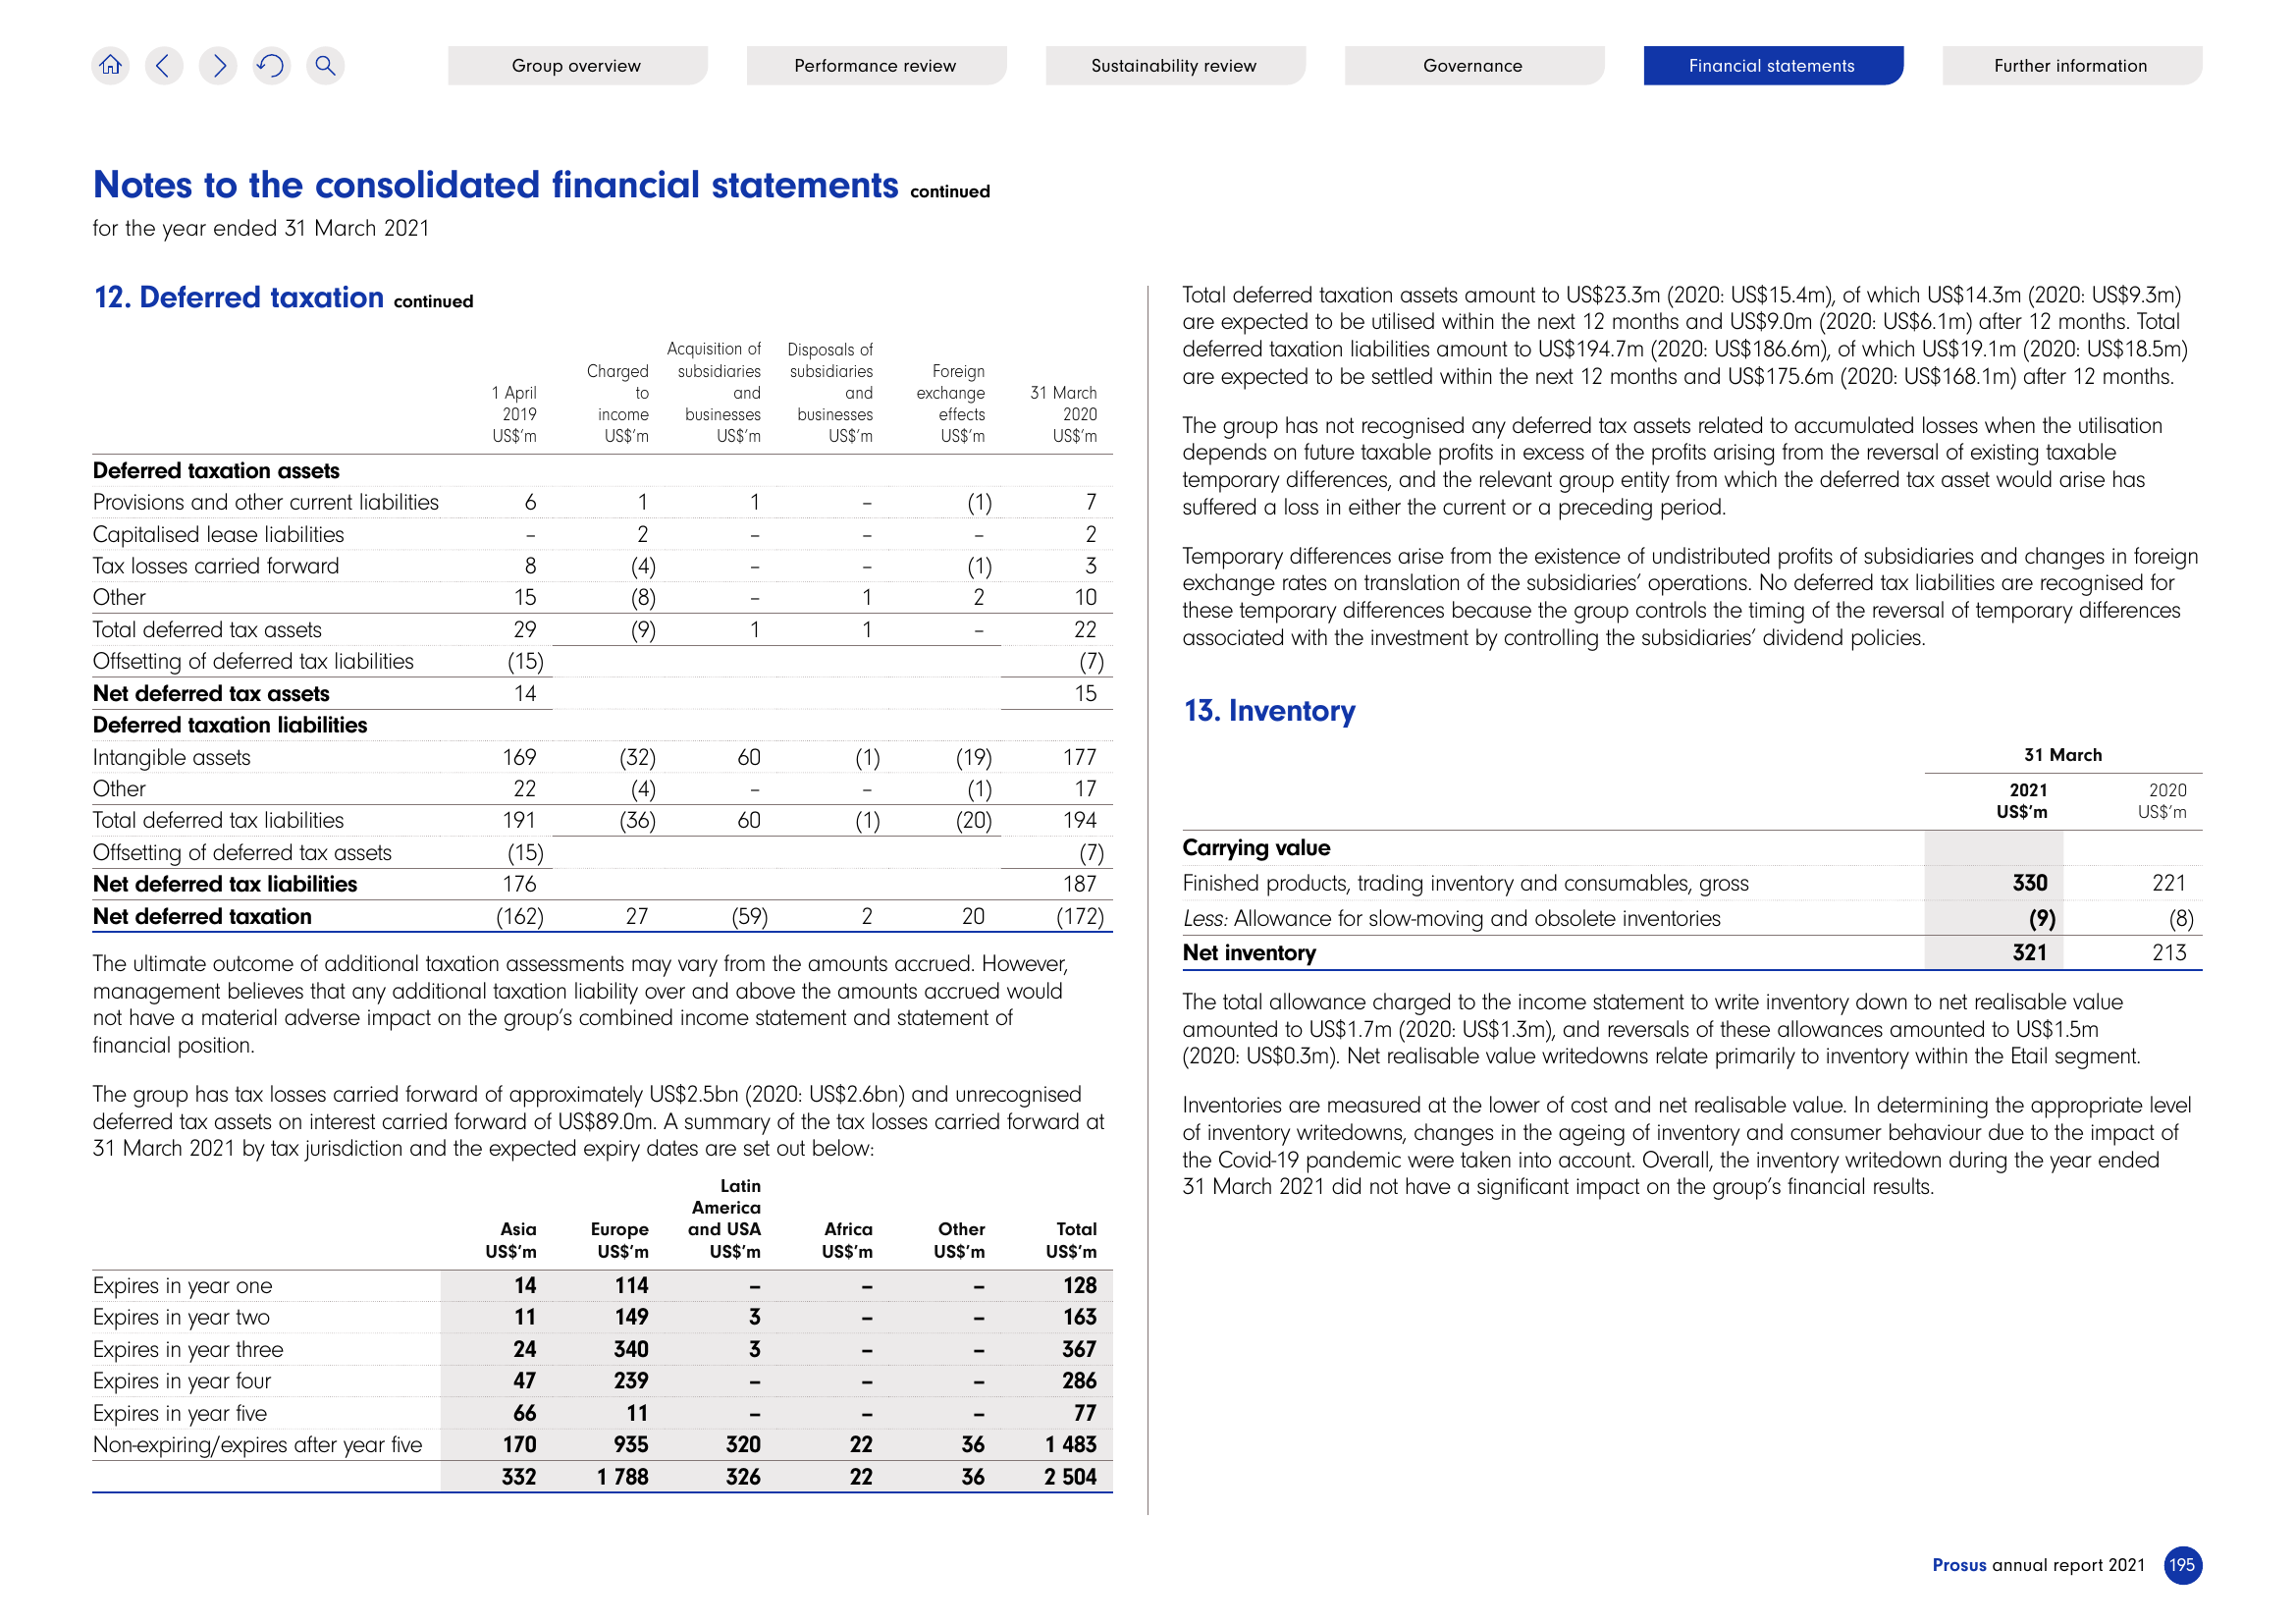 Group overview
Performance review
Sustainability review
Governance
Financial statements
Further information
Notes to the consolidated financial statements continued
for the year ended 31 March 2021
12. Deferred taxation continued
1 April 2019 US$’m
Charged to income US$’m
Acquisition of subsidiaries and businesses US$’m
Disposals of subsidiaries and businesses US$’m
Foreign exchange effects US$’m
31 March 2020 US$’m
Deferred taxation assets
Provisions and other current liabilities 6 1 1 – (1) 7
Capitalised lease liabilities – 2 – – – 2
Tax losses carried forward 8 (4) – – (1) 3
Other 15 (8) – 1 2 10
Total deferred tax assets 29 (9) 1 1 – 22
Offsetting of deferred tax liabilities (15) (7)
Net deferred tax assets 14 15
Deferred taxation liabilities
Intangible assets 169 (32) 60 (1) (19) 177
Other 22 (4) – – (1) 17
Total deferred tax liabilities 191 (36) 60 (1) (20) 194
Offsetting of deferred tax assets (15) (7)
Net deferred tax liabilities 176 187
Net deferred taxation (162) 27 (59) 2 20 (172)
The ultimate outcome of additional taxation assessments may vary from the amounts accrued. However,
management believes that any additional taxation liability over and above the amounts accrued would
not have a material adverse impact on the group’s combined income statement and statement of
financial position.
The group has tax losses carried forward of approximately US$2.5bn (2020: US$2.6bn) and unrecognised
deferred tax assets on interest carried forward of US$89.0m. A summary of the tax losses carried forward at
31 March 2021 by tax jurisdiction and the expected expiry dates are set out below:
Asia US$’m
Europe US$’m
Latin America and USA US$’m
Africa US$’m
Other US$’m
Total US$’m
Expires in year one 14 114 – – – 128
Expires in year two 11 149 3 – – 163
Expires in year three 24 340 3 – – 367
Expires in year four 47 239 – – – 286
Expires in year five 66 11 – – – 77
Non-expiring/expires after year five 170 935 320 22 36 1 483
332 1 788 326 22 36 2 504
Total deferred taxation assets amount to US$23.3m (2020: US$15.4m), of which US$14.3m (2020: US$9.3m)
are expected to be utilised within the next 12 months and US$9.0m (2020: US$6.1m) after 12 months. Total
deferred taxation liabilities amount to US$194.7m (2020: US$186.6m), of which US$19.1m (2020: US$18.5m)
are expected to be settled within the next 12 months and US$175.6m (2020: US$168.1m) after 12 months.
The group has not recognised any deferred tax assets related to accumulated losses when the utilisation
depends on future taxable profits in excess of the profits arising from the reversal of existing taxable
temporary differences, and the relevant group entity from which the deferred tax asset would arise has
suffered a loss in either the current or a preceding period.
Temporary differences arise from the existence of undistributed profits of subsidiaries and changes in foreign
exchange rates on translation of the subsidiaries’ operations. No deferred tax liabilities are recognised for
these temporary differences because the group controls the timing of the reversal of temporary differences
associated with the investment by controlling the subsidiaries’ dividend policies.
13. Inventory
31 March
2021 US$’m
2020 US$’m
Carrying value
Finished products, trading inventory and consumables, gross 330 221
Less: Allowance for slow-moving and obsolete inventories (9) (8)
Net inventory 321 213
The total allowance charged to the income statement to write inventory down to net realisable value
amounted to US$1.7m (2020: US$1.3m), and reversals of these allowances amounted to US$1.5m
(2020: US$0.3m). Net realisable value writedowns relate primarily to inventory within the Etail segment.
Inventories are measured at the lower of cost and net realisable value. In determining the appropriate level
of inventory writedowns, changes in the ageing of inventory and consumer behaviour due to the impact of
the Covid-19 pandemic were taken into account. Overall, the inventory writedown during the year ended
31 March 2021 did not have a significant impact on the group’s financial results.
Prosus annual report 2021 195